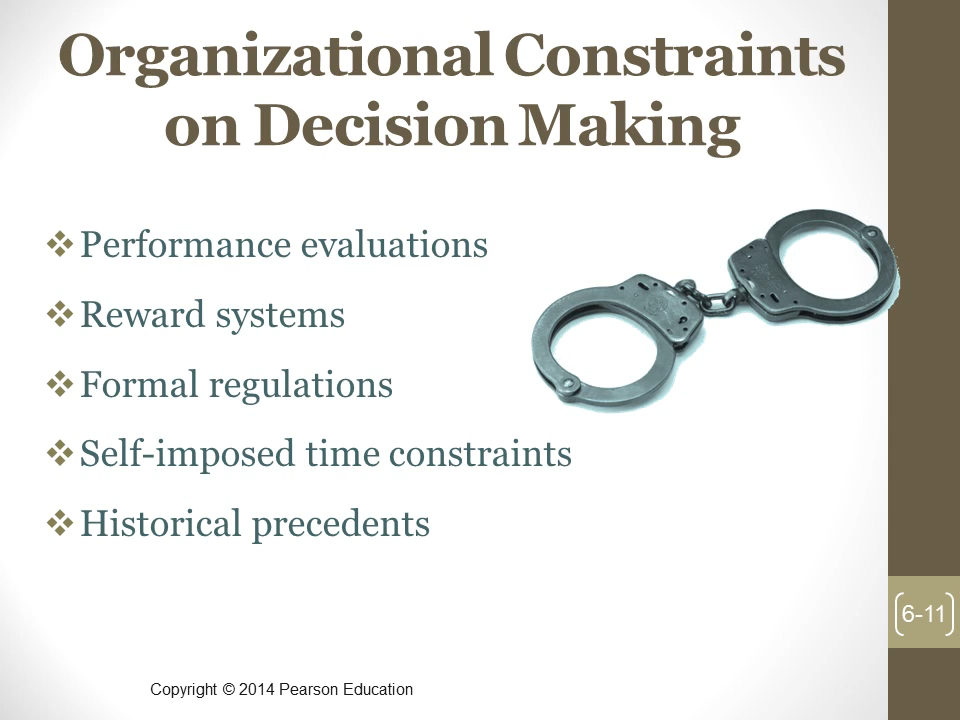 Organizational Constraints
on Decision Making
Performance evaluations
Reward systems
Formal regulations
Self-imposed time constraints
Historical precedents
6-11
Copyright © 2014 Pearson Education